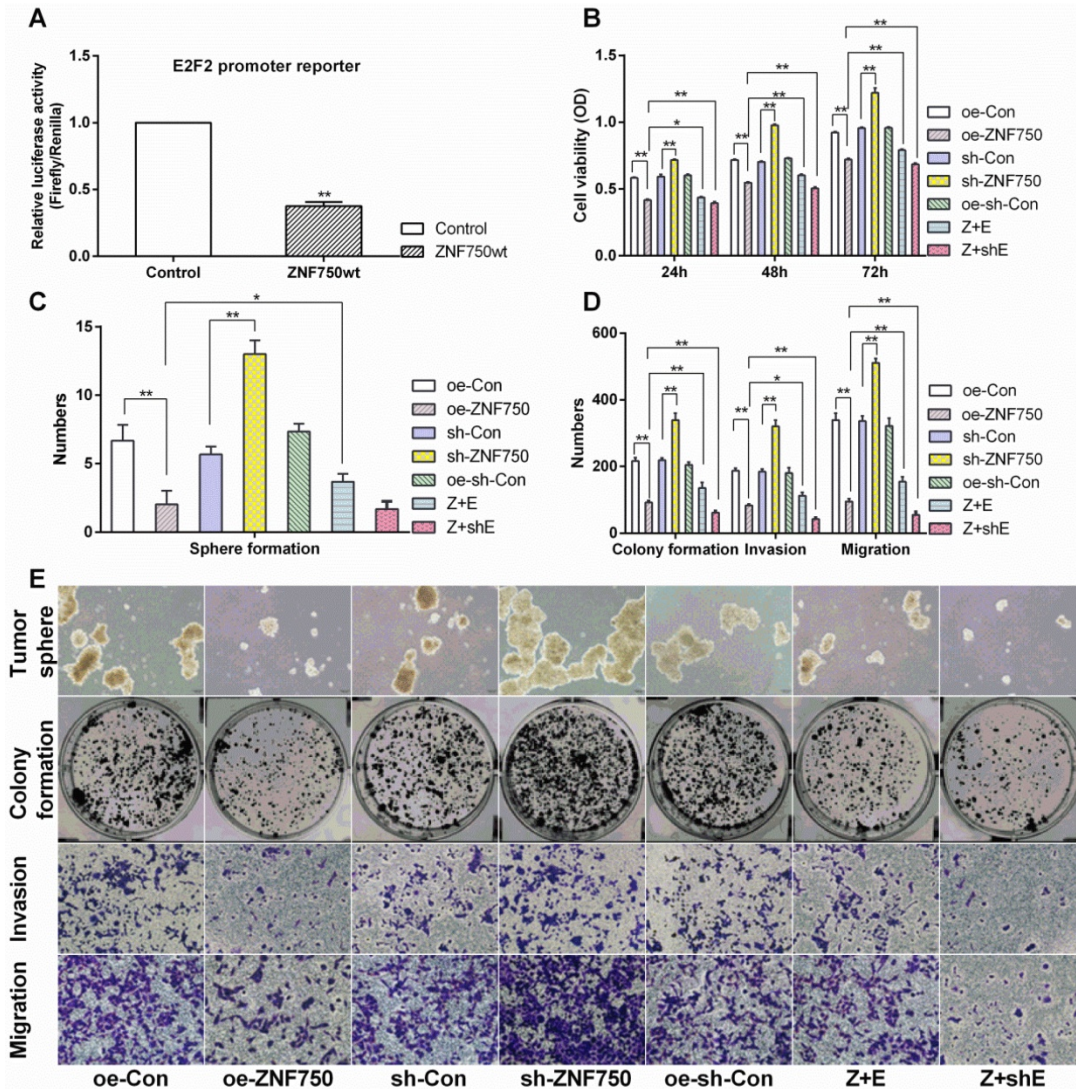 A
E2F2 promoter reporter
Relative luciferase activity
(Firefly/Renilla)
1.5
1.0
0.5
0.0
**
Control
ZNF750wt
Control
ZNF750wt
B
Cell viability (OD)
1.5
1.0
0.5
0.0
** ** * **
** ** ** **
** ** ** **
24h 48h 72h
oe-Con
oe-ZNF750
sh-Con
sh-ZNF750
oe-sh-Con
Z+E
Z+shE
C
Numbers
15
10
5
0
** ** *
Sphere formation
oe-Con
oe-ZNF750
sh-Con
sh-ZNF750
oe-sh-Con
Z+E
Z+shE
D
Numbers
600
400
200
0
** ** ** **
** ** * **
** ** ** **
Colony formation Invasion Migration
oe-Con
oe-ZNF750
sh-Con
sh-ZNF750
oe-sh-Con
Z+E
Z+shE
E
Tumor
sphere
Colony
formation
Invasion
Migration
oe-Con oe-ZNF750 sh-Con sh-ZNF750 oe-sh-Con Z+E Z+shE